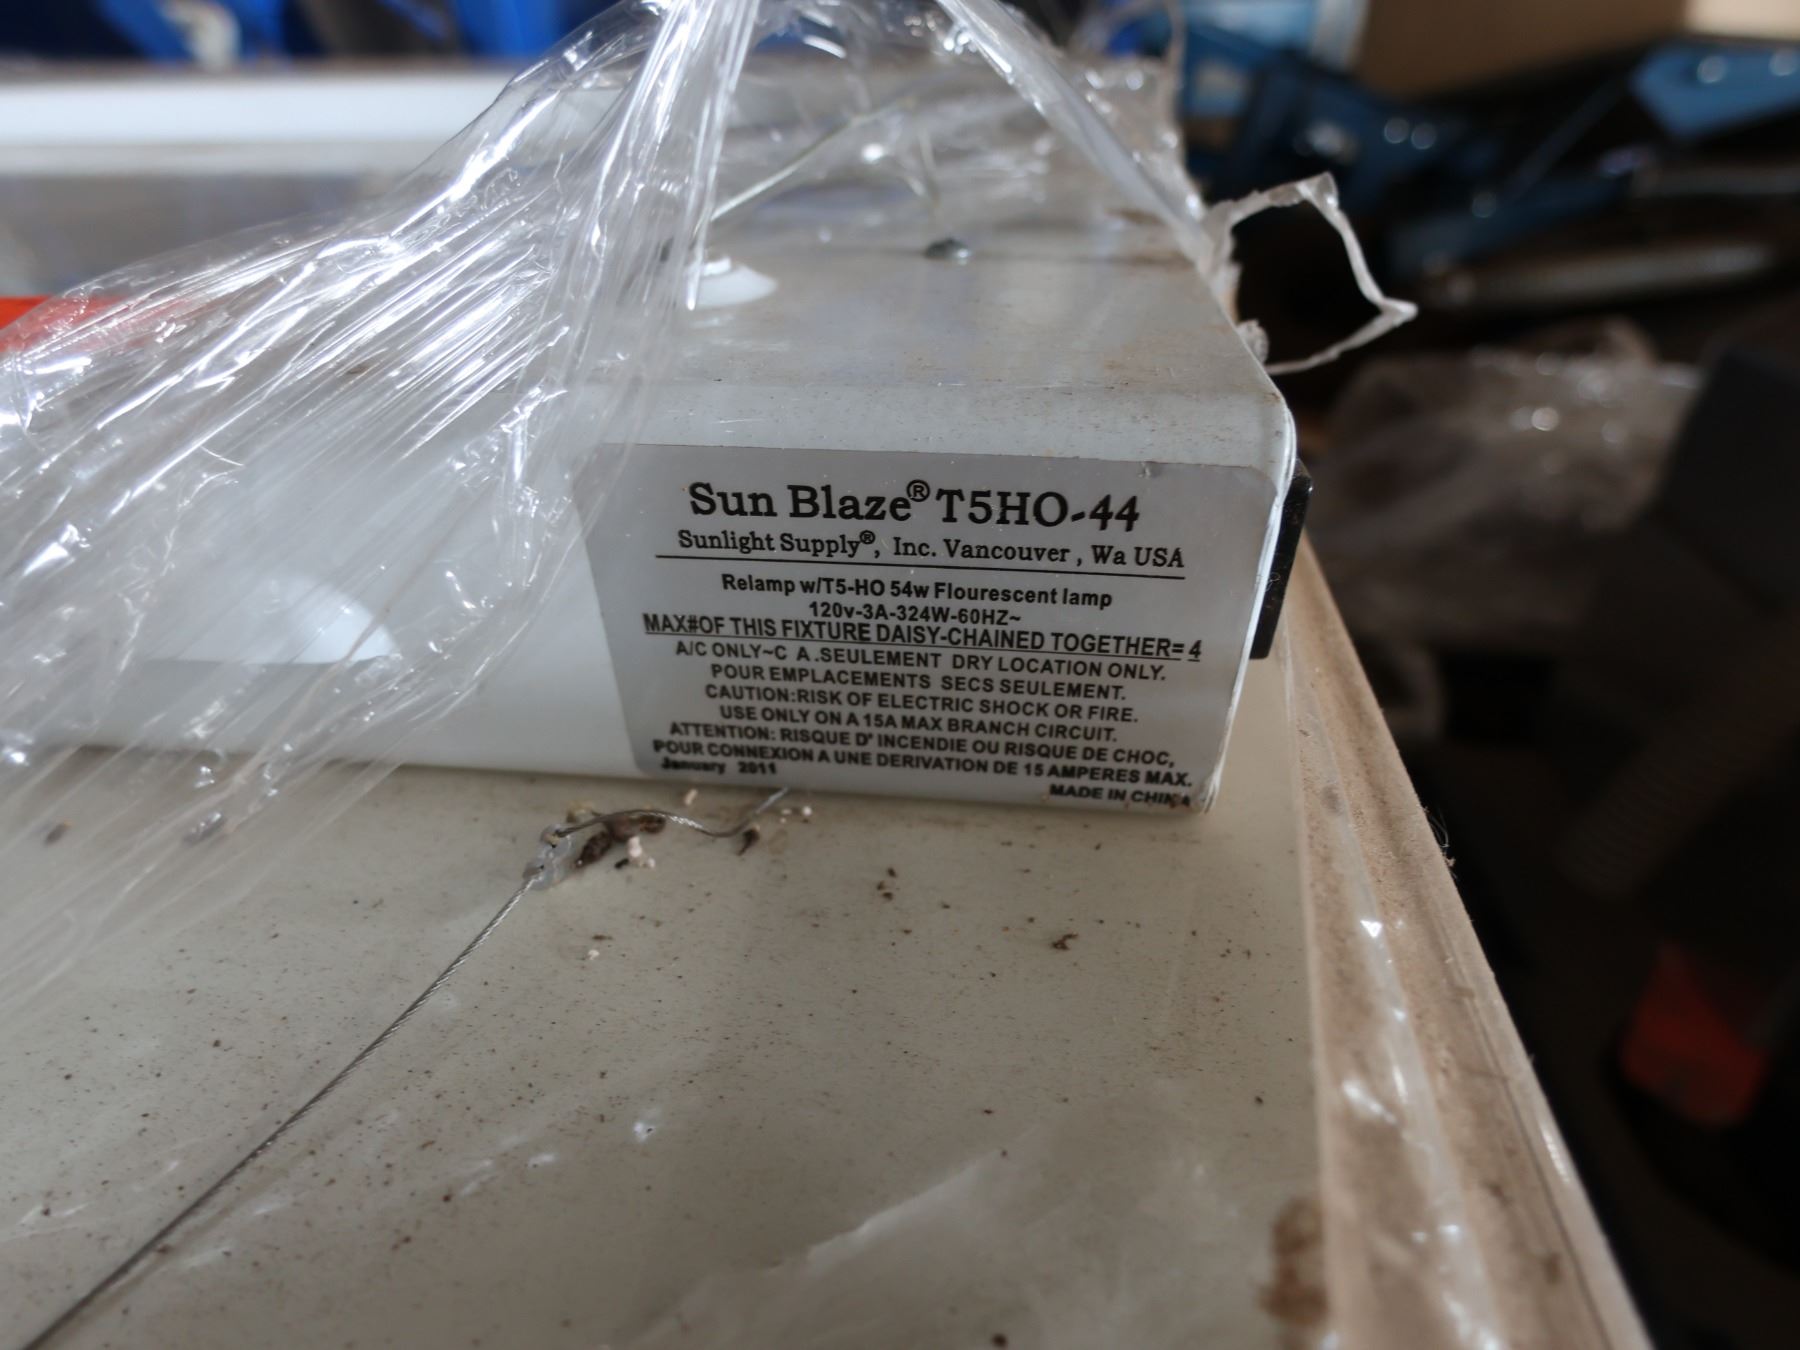 Sun Blaze® T5HO-44
Sunlight Supply®, Inc. Vancouver , Wa USA
Relamp w/T5-HO 54w Flourescent lamp
120v-3A-324W-60HZ~
MAX#OF THIS FIXTURE DAISY-CHAINED TOGETHER= 4
A/C ONLY~C A .SEULEMENT DRY LOCATION ONLY.
POUR EMPLACEMENTS SECS SEULEMENT.
CAUTION:RISK OF ELECTRIC SHOCK OR FIRE.
USE ONLY ON A 15A MAX BRANCH CIRCUIT.
ATTENTION: RISQUE D' INCENDIE OU RISQUE DE CHOC,
POUR CONNEXION A UNE DERIVATION DE 15 AMPERES MAX.
January 2011
MADE IN CHINA